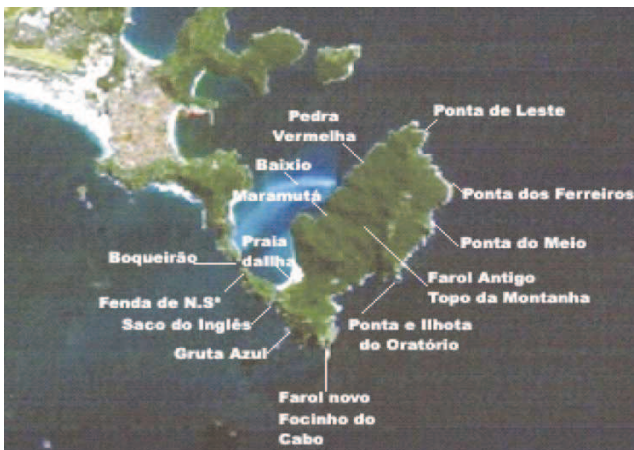 Ponta de Leste
Pedra
Vermelha
Baixio
Maramutá
Ponta dos Ferreiros
Praia
daIlha
Ponta do Meio
Boqueirão
Farol Antigo
Topo da Montanha
Fenda de N.Sª
Saco do Inglês
Ponta e Ilhota
do Oratório
Gruta Azul
Farol novo
Focinho do
Cabo